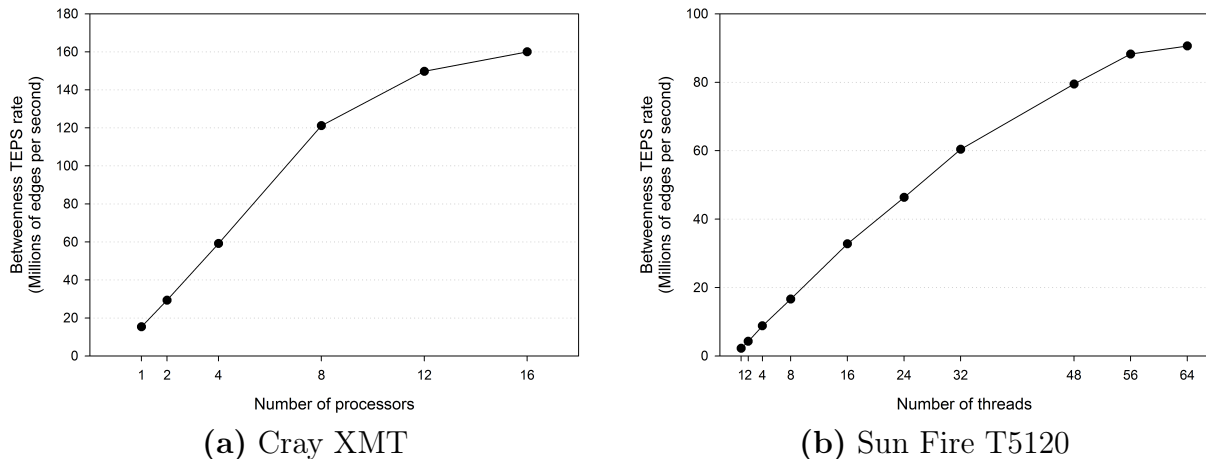 Betweenness TEPS rate
(Millions of edges per second)
180
160
140
120
100
80
60
40
20
0
1 2 4 8 12 16
Number of processors
(a) Cray XMT
Betweenness TEPS rate
(Millions of edges per second)
100
80
60
40
20
0
1 2 4 8 16 24 32 48 56 64
Number of threads
(b) Sun Fire T5120